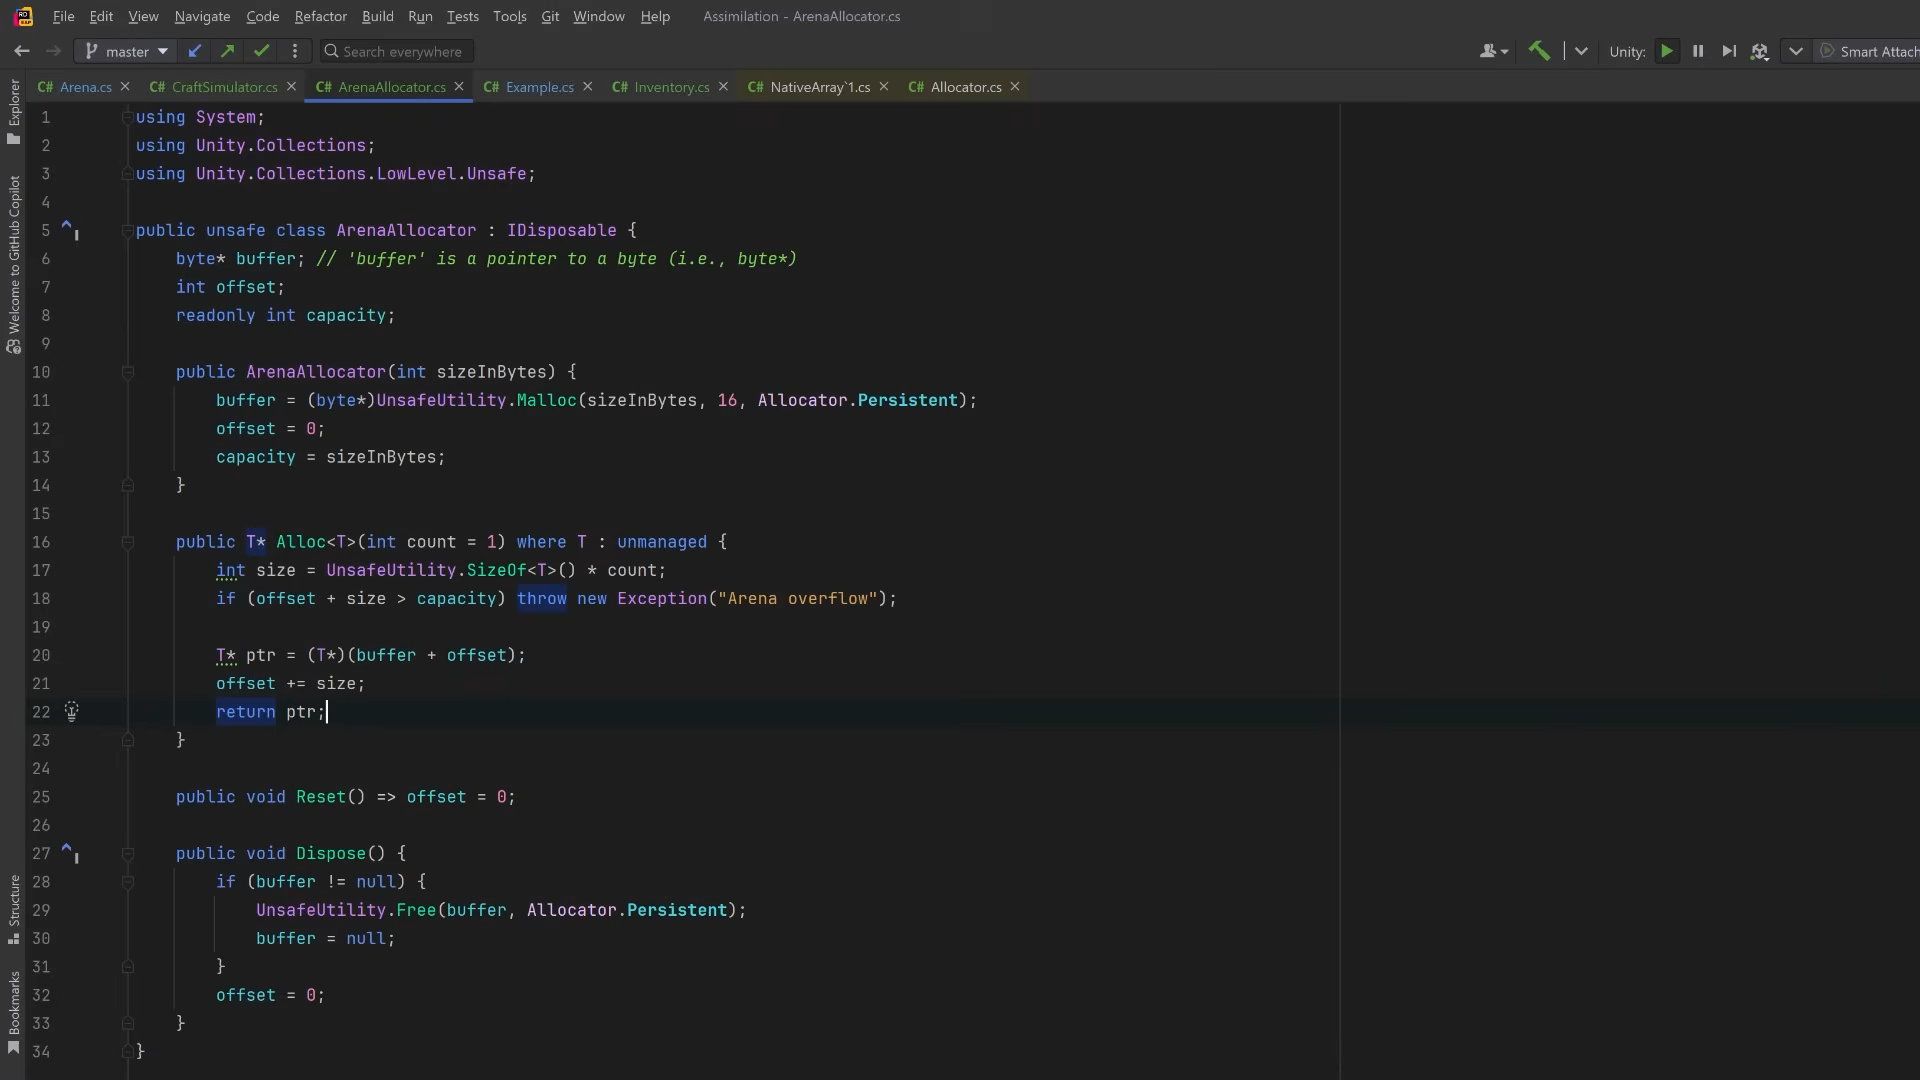 File Edit View Navigate Code Refactor Build Run Tests Tools Git Window Help Assimilation - ArenaAllocator.cs
master Search everywhere Unity: Smart Attach
C# Arena.cs C# CraftSimulator.cs C# ArenaAllocator.cs C# Example.cs C# Inventory.cs C# NativeArray`1.cs C# Allocator.cs
Explorer
Welcome to GitHub Copilot
Structure
Bookmarks
1 using System;
2 using Unity.Collections;
3 using Unity.Collections.LowLevel.Unsafe;
4
5 public unsafe class ArenaAllocator : IDisposable {
6 byte* buffer; // 'buffer' is a pointer to a byte (i.e., byte*)
7 int offset;
8 readonly int capacity;
9
10 public ArenaAllocator(int sizeInBytes) {
11 buffer = (byte*)UnsafeUtility.Malloc(sizeInBytes, 16, Allocator.Persistent);
12 offset = 0;
13 capacity = sizeInBytes;
14 }
15
16 public T* Alloc<T>(int count = 1) where T : unmanaged {
17 int size = UnsafeUtility.SizeOf<T>() * count;
18 if (offset + size > capacity) throw new Exception("Arena overflow");
19
20 T* ptr = (T*)(buffer + offset);
21 offset += size;
22 return ptr;
23 }
24
25 public void Reset() => offset = 0;
26
27 public void Dispose() {
28 if (buffer != null) {
29 UnsafeUtility.Free(buffer, Allocator.Persistent);
30 buffer = null;
31 }
32 offset = 0;
33 }
34 }